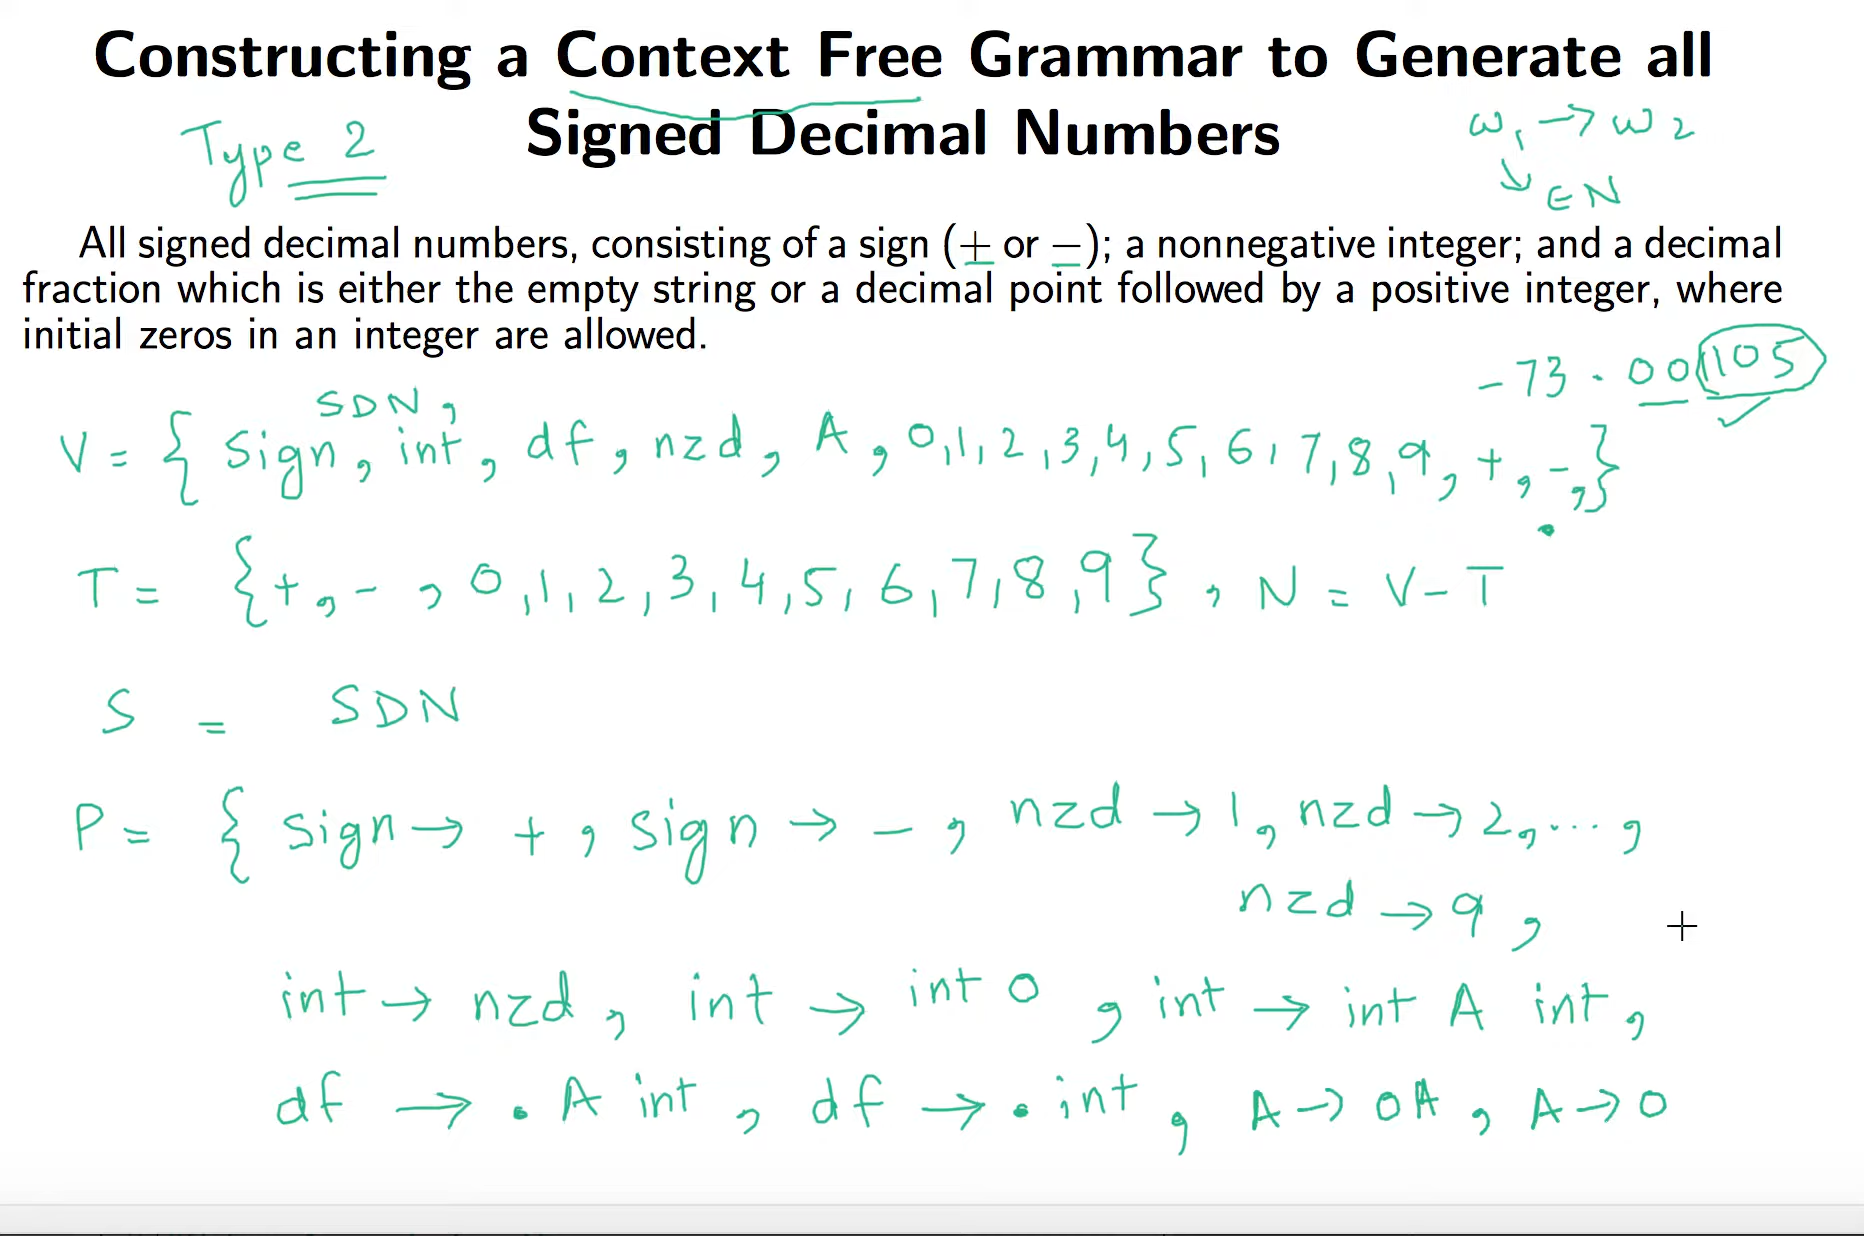 Constructing a Context Free Grammar to Generate all
Signed Decimal Numbers
Type 2
w₁ → w₂
↓ ∈ N
All signed decimal numbers, consisting of a sign (+ or −); a nonnegative integer; and a decimal
fraction which is either the empty string or a decimal point followed by a positive integer, where
initial zeros in an integer are allowed.
-73.001105
SDN,
V = { sign, int, df, nzd, A, 0,1,2,3,4,5,6,7,8,9, +, -, . }
T = {+, -, 0,1,2,3,4,5,6,7,8,9}, N = V-T
S = SDN
P = { sign → +, sign → -, nzd → 1, nzd → 2, ...,
nzd → 9,
int → nzd, int → int 0, int → int A int,
df → . A int, df → . int, A → 0A, A → 0